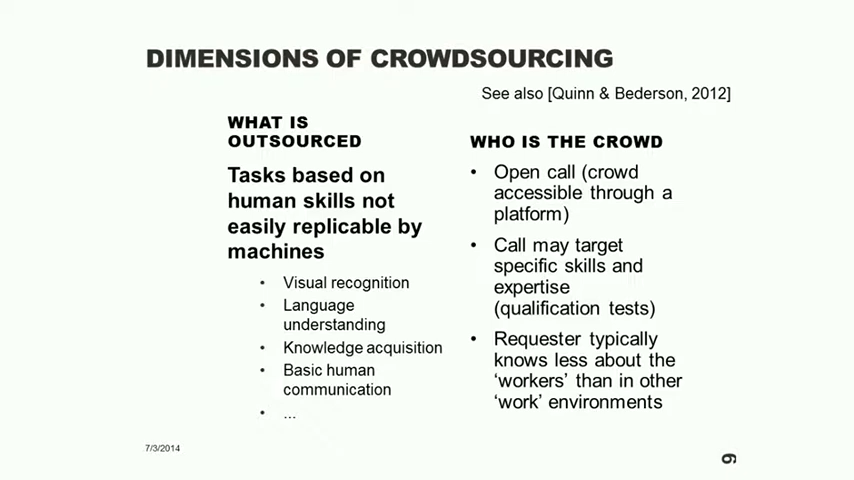 DIMENSIONS OF CROWDSOURCING
See also [Quinn & Bederson, 2012]
WHAT IS
OUTSOURCED
Tasks based on
human skills not
easily replicable by
machines
• Visual recognition
• Language
understanding
• Knowledge acquisition
• Basic human
communication
• ...
WHO IS THE CROWD
• Open call (crowd
accessible through a
platform)
• Call may target
specific skills and
expertise
(qualification tests)
• Requester typically
knows less about the
‘workers’ than in other
‘work’ environments
7/3/2014
9